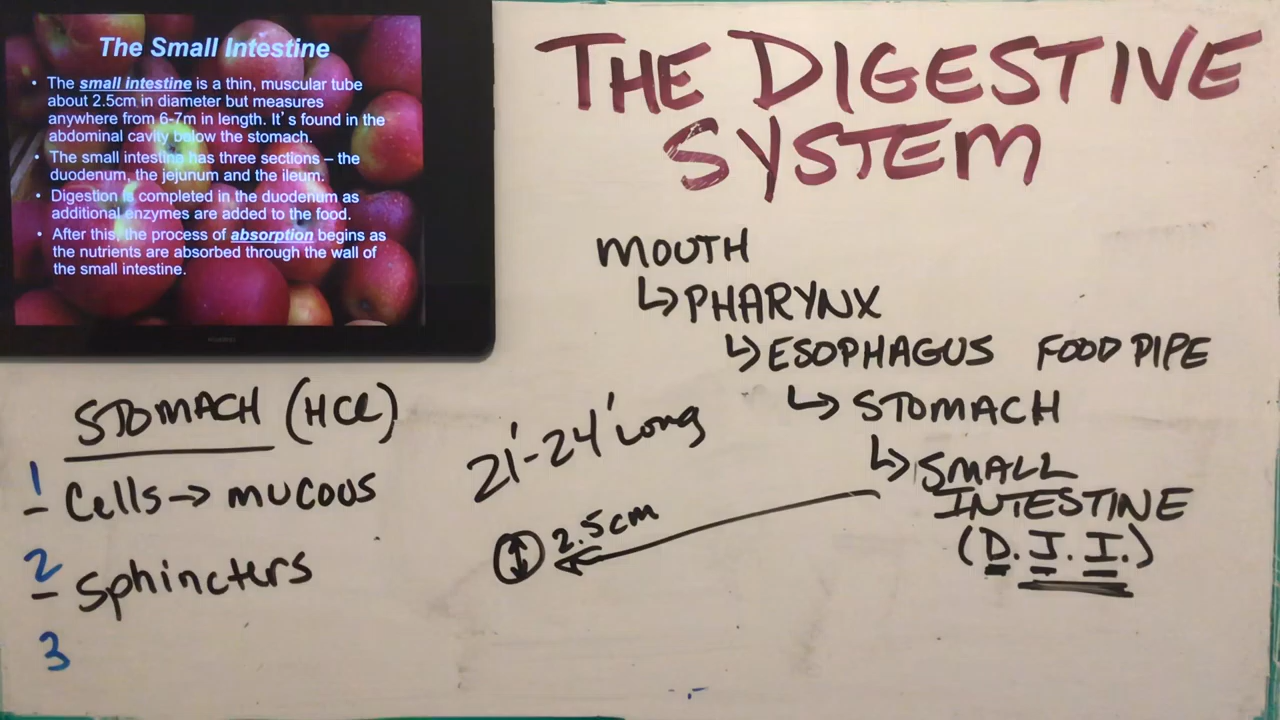 The Small Intestine
• The small intestine is a thin, muscular tube
about 2.5cm in diameter but measures
anywhere from 6-7m in length. It's found in the
abdominal cavity below the stomach.
• The small intestine has three sections – the
duodenum, the jejunum and the ileum.
• Digestion is completed in the duodenum as
additional enzymes are added to the food.
• After this, the process of absorption begins as
the nutrients are absorbed through the wall of
the small intestine.
THE DIGESTIVE
SYSTEM
MOUTH
↳ PHARYNX
↳ ESOPHAGUS FOOD PIPE
↳ STOMACH
↳ SMALL
INTESTINE
(D. J. I.)
21'-24' Long
2.5cm
STOMACH (HCl)
1 Cells → mucous
2 Sphincters
3